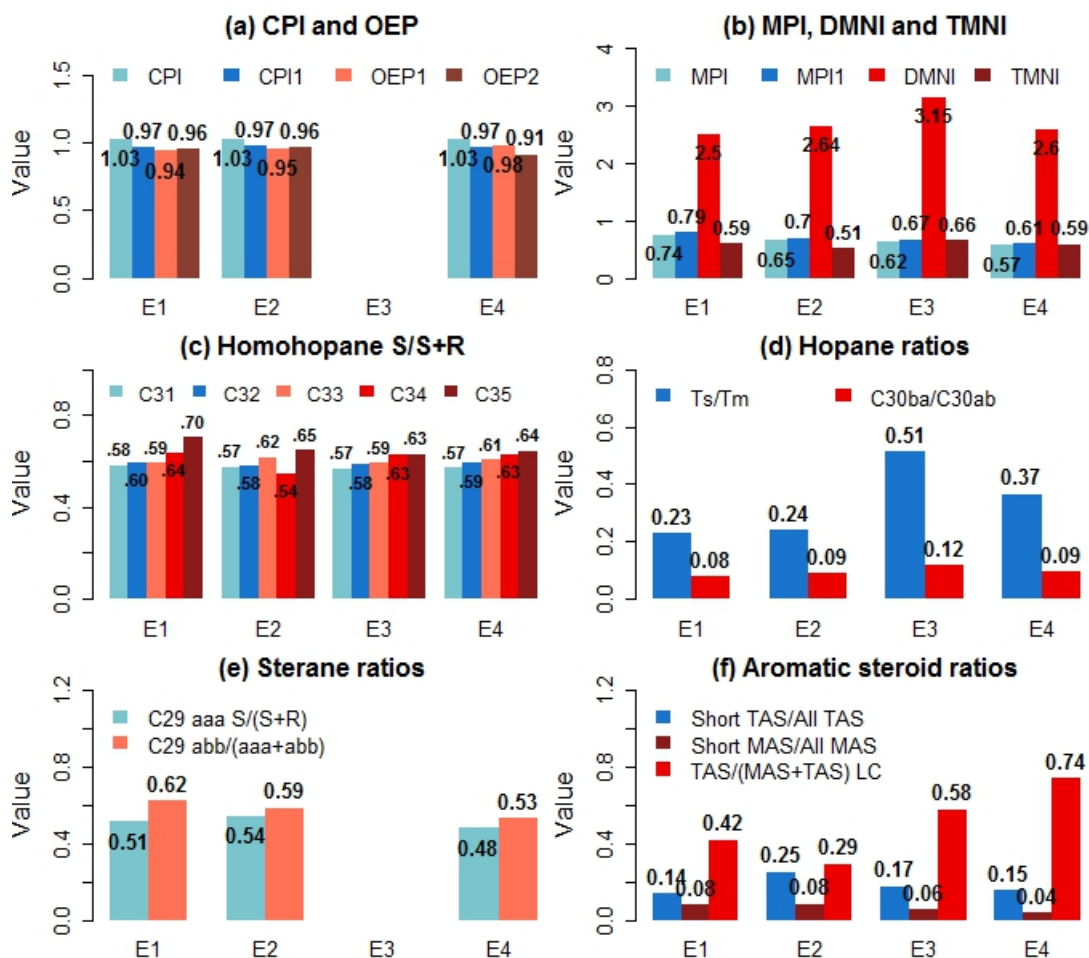 (a) CPI and OEP
CPI CPI1 OEP1 OEP2
Value
0.0 0.5 1.0 1.5
1.03 0.97 0.94 0.96
1.03 0.97 0.95 0.96
1.03 0.97 0.98 0.91
E1 E2 E3 E4
(b) MPI, DMNI and TMNI
MPI MPI1 DMNI TMNI
Value
0 1 2 3 4
0.74 0.79 2.5 0.59
0.65 0.7 2.64 0.51
0.62 0.67 3.15 0.66
0.57 0.61 2.6 0.59
E1 E2 E3 E4
(c) Homohopane S/S+R
C31 C32 C33 C34 C35
Value
0.0 0.4 0.8
.58 .60 .59 .64 .70
.57 .58 .62 .54 .65
.57 .58 .59 .63 .63
.57 .59 .61 .63 .64
E1 E2 E3 E4
(d) Hopane ratios
Ts/Tm C30ba/C30ab
Value
0.0 0.2 0.4 0.6 0.8
0.23 0.08
0.24 0.09
0.51 0.12
0.37 0.09
E1 E2 E3 E4
(e) Sterane ratios
C29 aaa S/(S+R)
C29 abb/(aaa+abb)
Value
0.0 0.4 0.8 1.2
0.51 0.62
0.54 0.59
0.48 0.53
E1 E2 E3 E4
(f) Aromatic steroid ratios
Short TAS/All TAS
Short MAS/All MAS
TAS/(MAS+TAS) LC
Value
0.0 0.4 0.8 1.2
0.14 0.08 0.42
0.25 0.08 0.29
0.17 0.06 0.58
0.15 0.04 0.74
E1 E2 E3 E4